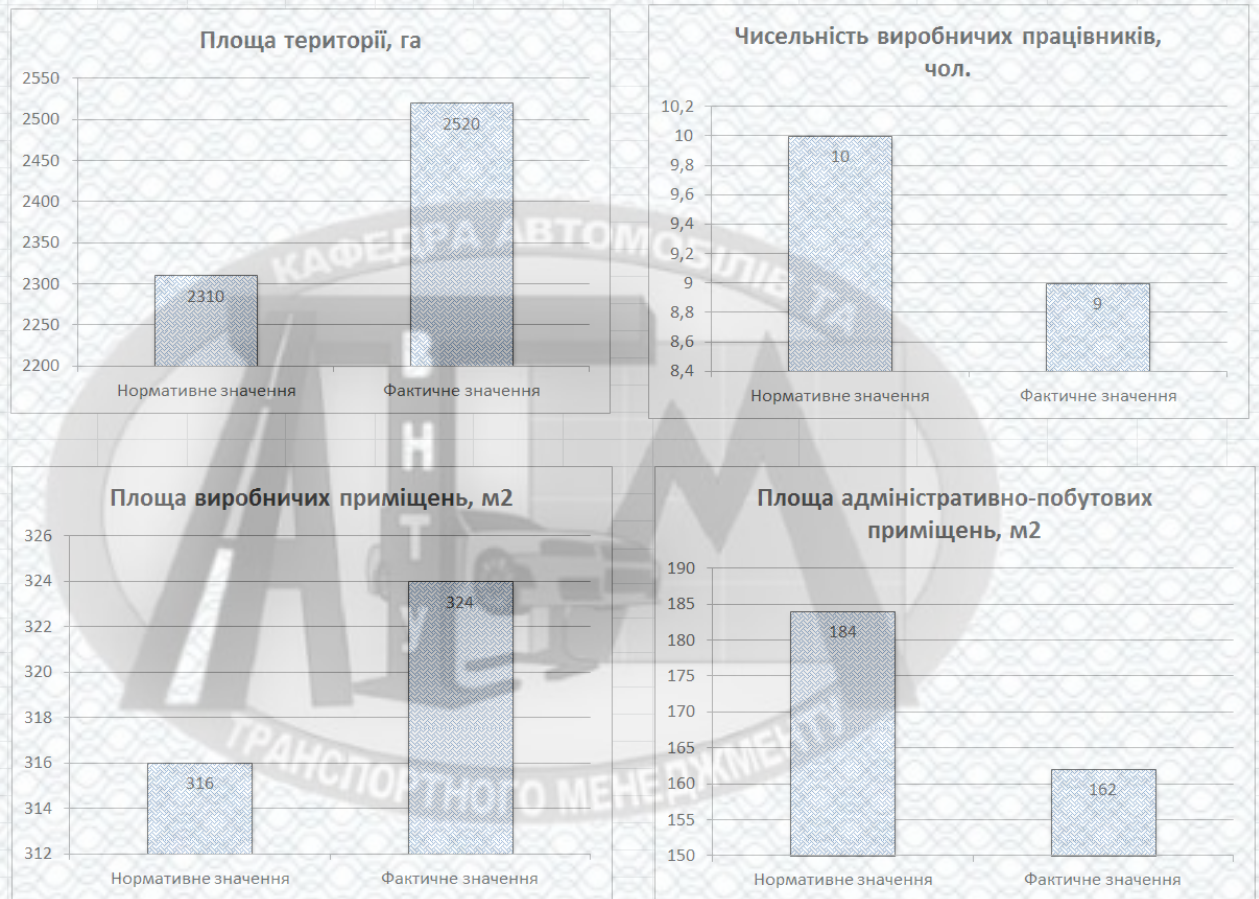 Площа території, га
2550
2500
2450
2400
2350
2300
2250
2200
2310
2520
Нормативне значення
Фактичне значення
Чисельність виробничих працівників,
чол.
10,2
10
9,8
9,6
9,4
9,2
9
8,8
8,6
8,4
10
9
Нормативне значення
Фактичне значення
КАФЕДРА АВТОМОБІЛІВ ТА
ВНТУ
ТРАНСПОРТНОГО МЕНЕДЖМЕНТУ
Площа виробничих приміщень, м2
326
324
322
320
318
316
314
312
316
324
Нормативне значення
Фактичне значення
Площа адміністративно-побутових
приміщень, м2
190
185
180
175
170
165
160
155
150
184
162
Нормативне значення
Фактичне значення